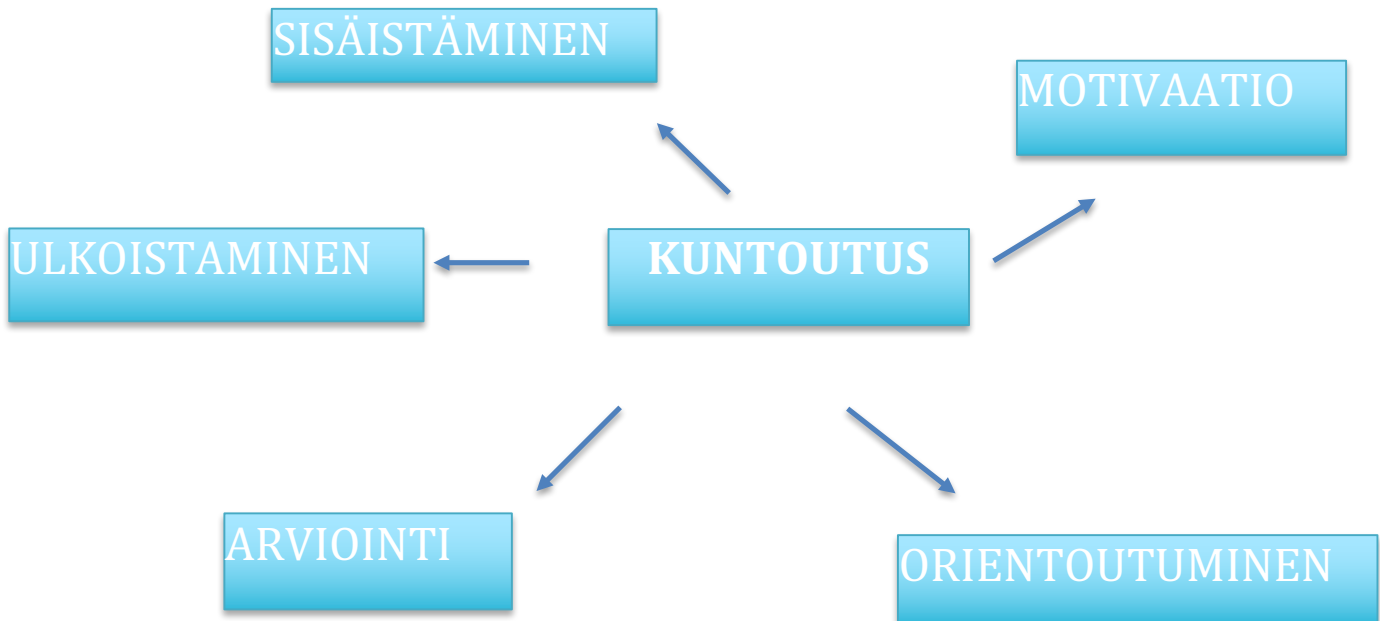 SISÄISTÄMINEN
MOTIVAATIO
ULKOISTAMINEN
KUNTOUTUS
ARVIOINTI
ORIENTOUTUMINEN